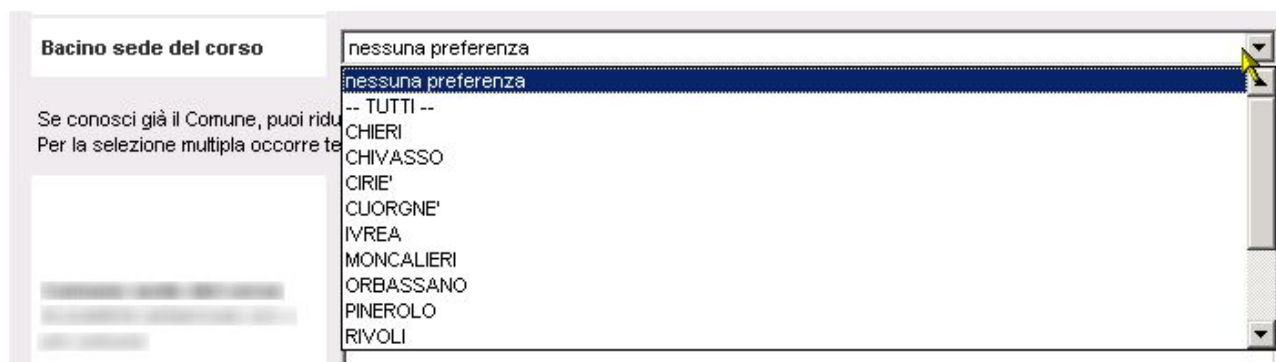 Bacino sede del corso
nessuna preferenza
nessuna preferenza
-- TUTTI --
CHIERI
CHIVASSO
CIRIE'
CUORGNE'
IVREA
MONCALIERI
ORBASSANO
PINEROLO
RIVOLI
Se conosci già il Comune, puoi ridu
Per la selezione multipla occorre te